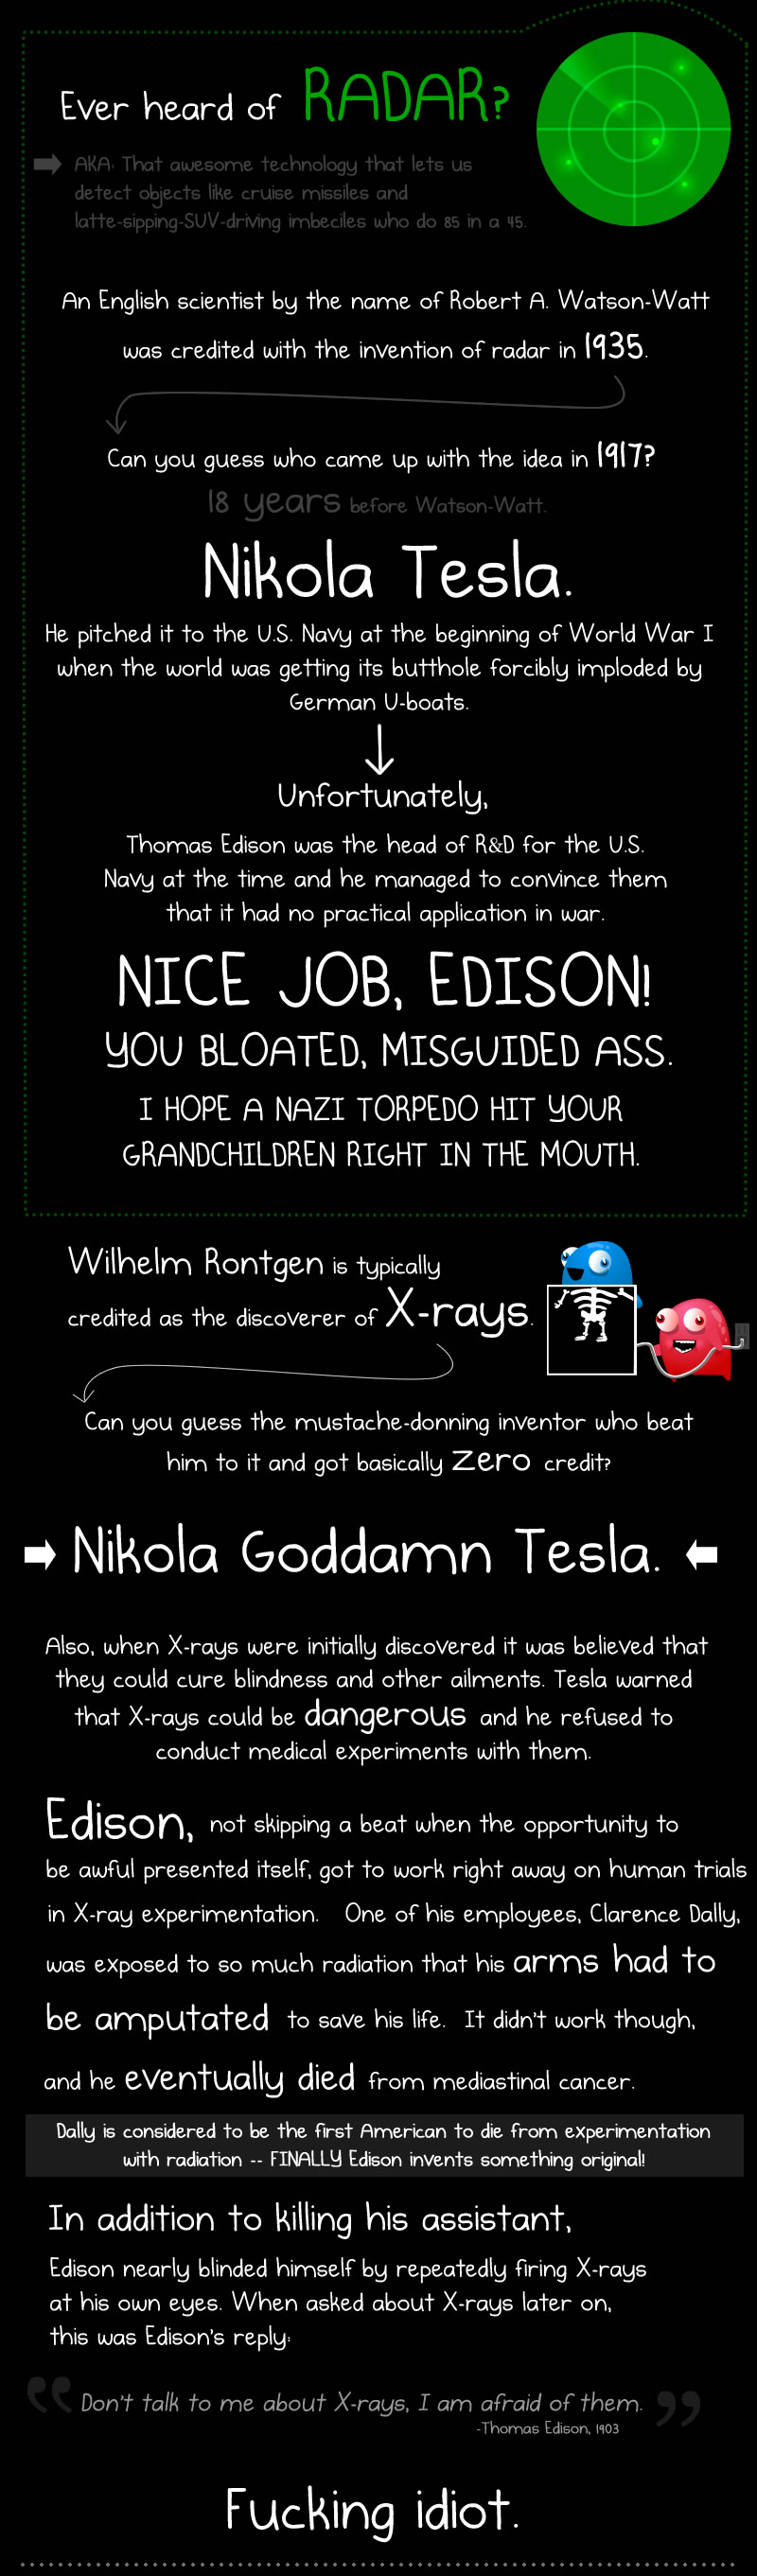 Ever heard of RADAR?
AKA: That awesome technology that lets us
detect objects like cruise missiles and
latte-sipping-SUV-driving imbeciles who do 85 in a 45.
An English scientist by the name of Robert A. Watson-Watt
was credited with the invention of radar in 1935.
Can you guess who came up with the idea in 1917?
18 years before Watson-Watt.
Nikola Tesla.
He pitched it to the U.S. Navy at the beginning of World War I
when the world was getting its butthole forcibly imploded by
German U-boats.
Unfortunately,
Thomas Edison was the head of R&D for the U.S.
Navy at the time and he managed to convince them
that it had no practical application in war.
NICE JOB, EDISON!
YOU BLOATED, MISGUIDED ASS.
I HOPE A NAZI TORPEDO HIT YOUR
GRANDCHILDREN RIGHT IN THE MOUTH.
Wilhelm Rontgen is typically
credited as the discoverer of X-rays.
Can you guess the mustache-donning inventor who beat
him to it and got basically zero credit?
Nikola Goddamn Tesla.
Also, when X-rays were initially discovered it was believed that
they could cure blindness and other ailments. Tesla warned
that X-rays could be dangerous and he refused to
conduct medical experiments with them.
Edison, not skipping a beat when the opportunity to
be awful presented itself, got to work right away on human trials
in X-ray experimentation. One of his employees, Clarence Dally,
was exposed to so much radiation that his arms had to
be amputated to save his life. It didn't work though,
and he eventually died from mediastinal cancer.
Dally is considered to be the first American to die from experimentation
with radiation -- FINALLY Edison invents something original!
In addition to killing his assistant,
Edison nearly blinded himself by repeatedly firing X-rays
at his own eyes. When asked about X-rays later on,
this was Edison's reply:
“Don't talk to me about X-rays, I am afraid of them.”
-Thomas Edison, 1903
Fucking idiot.